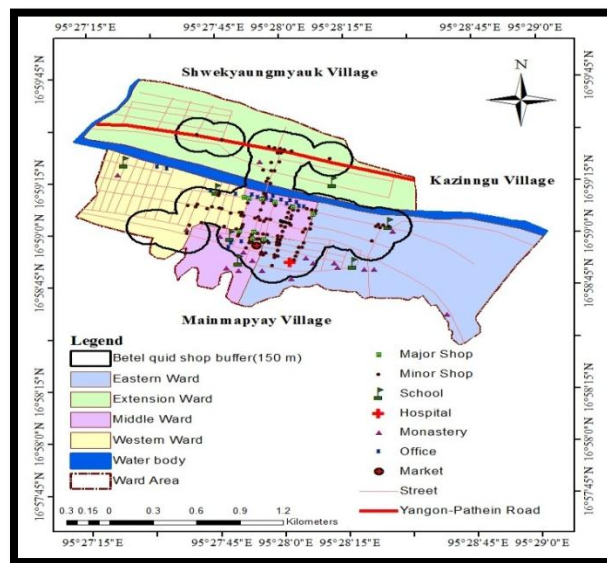 95°27'15"E 95°27'45"E 95°28'0"E 95°28'15"E 95°28'45"E 95°29'0"E
Shwekyaungmyauk Village
N
16°59'45"N
16°59'45"N
16°59'15"N
16°59'15"N
Kazinngu Village
16°59'0"N
16°59'0"N
16°58'45"N
16°58'45"N
Mainmapyay Village
Legend
Betel quid shop buffer(150 m)
Eastern Ward
Extension Ward
Middle Ward
Western Ward
Water body
Ward Area
Major Shop
Minor Shop
School
Hospital
Monastery
Office
Market
Street
Yangon-Pathein Road
16°58'15"N
16°58'15"N
16°58'0"N
16°58'0"N
16°57'45"N
16°57'45"N
0.3 0.15 0 0.3 0.6 0.9 1.2
Kilometers
95°27'15"E 95°27'45"E 95°28'0"E 95°28'15"E 95°28'45"E 95°29'0"E